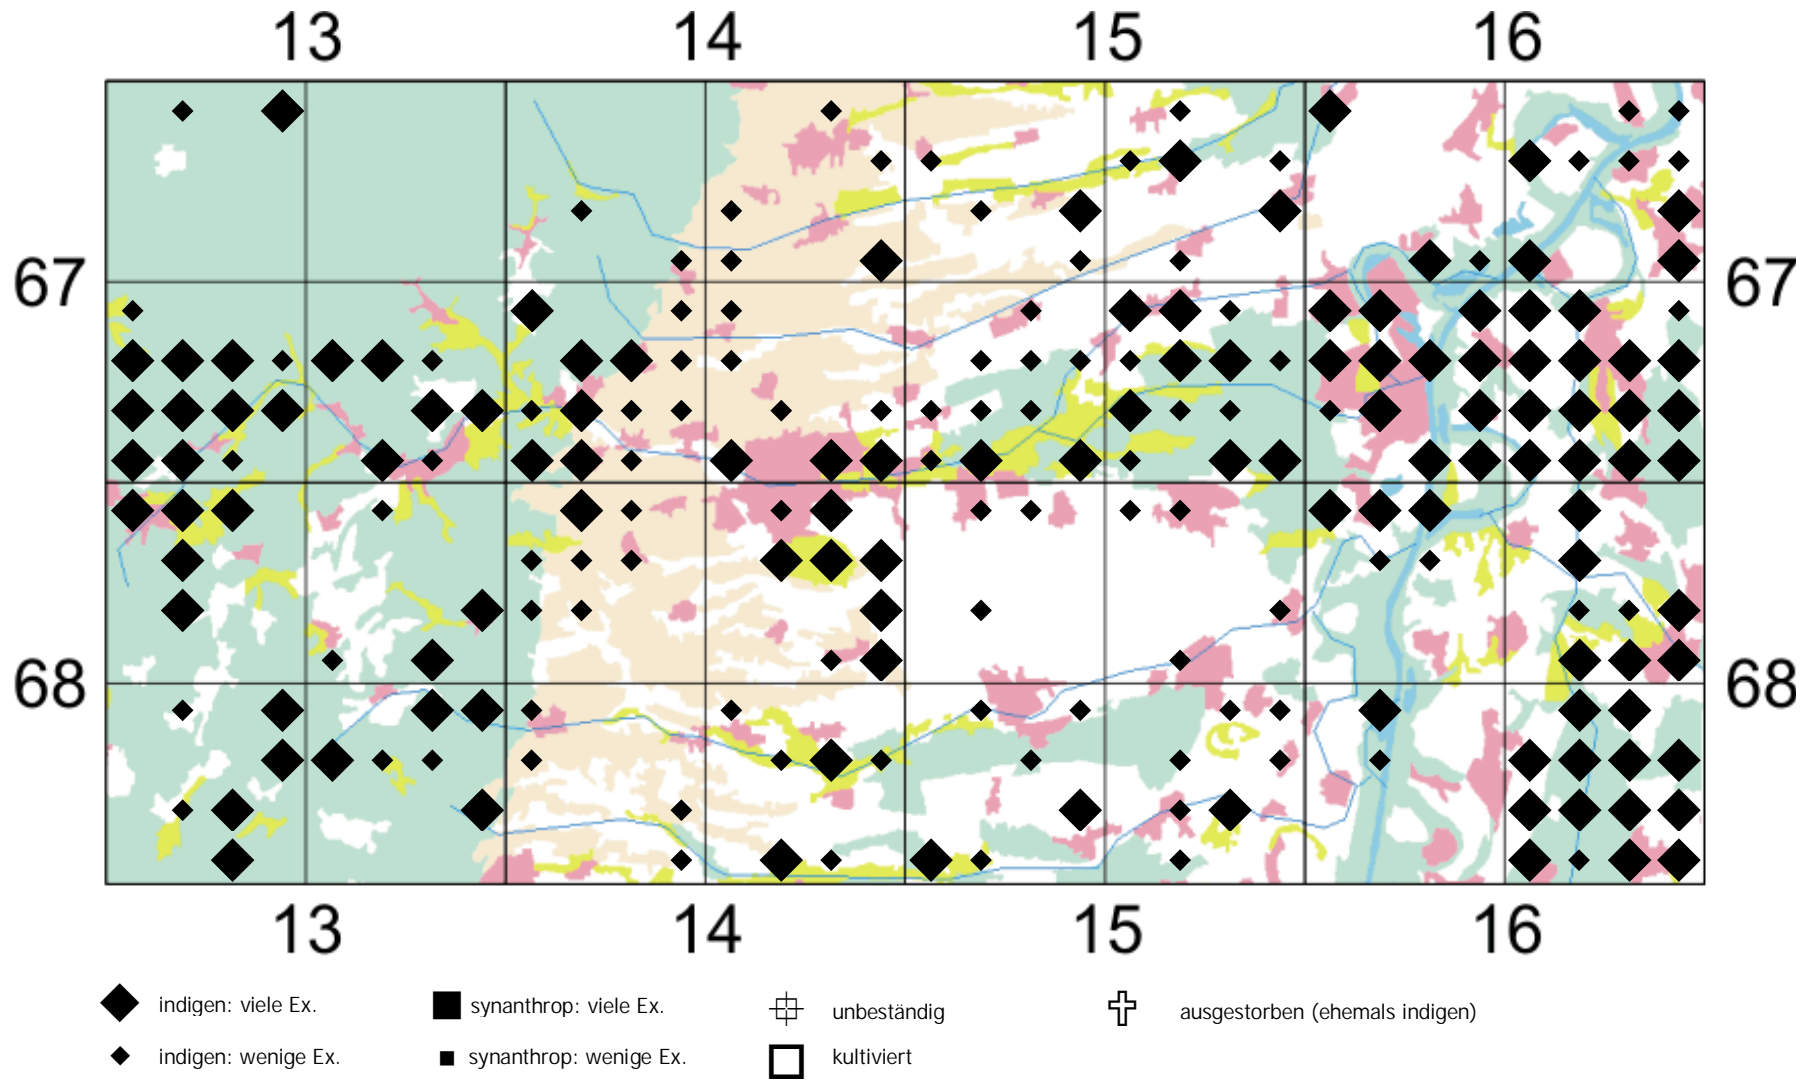 13 14 15 16
67 67
68 68
13 14 15 16
indigen: viele Ex. synanthrop: viele Ex. unbeständig ausgestorben (ehemals indigen)
indigen: wenige Ex. synanthrop: wenige Ex. kultiviert